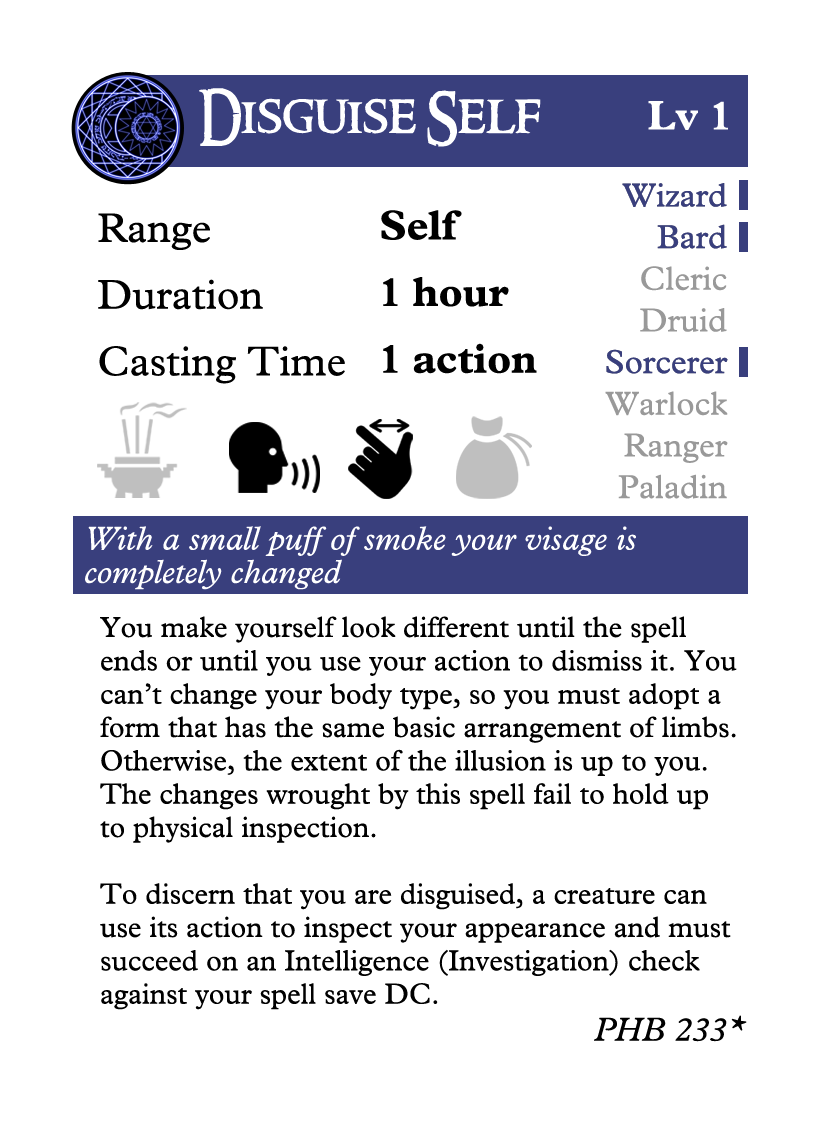 Disguise Self
Lv 1
Range Self
Duration 1 hour
Casting Time 1 action
Wizard
Bard
Cleric
Druid
Sorcerer
Warlock
Ranger
Paladin
With a small puff of smoke your visage is
completely changed
You make yourself look different until the spell
ends or until you use your action to dismiss it. You
can’t change your body type, so you must adopt a
form that has the same basic arrangement of limbs.
Otherwise, the extent of the illusion is up to you.
The changes wrought by this spell fail to hold up
to physical inspection.
To discern that you are disguised, a creature can
use its action to inspect your appearance and must
succeed on an Intelligence (Investigation) check
against your spell save DC.
PHB 233*